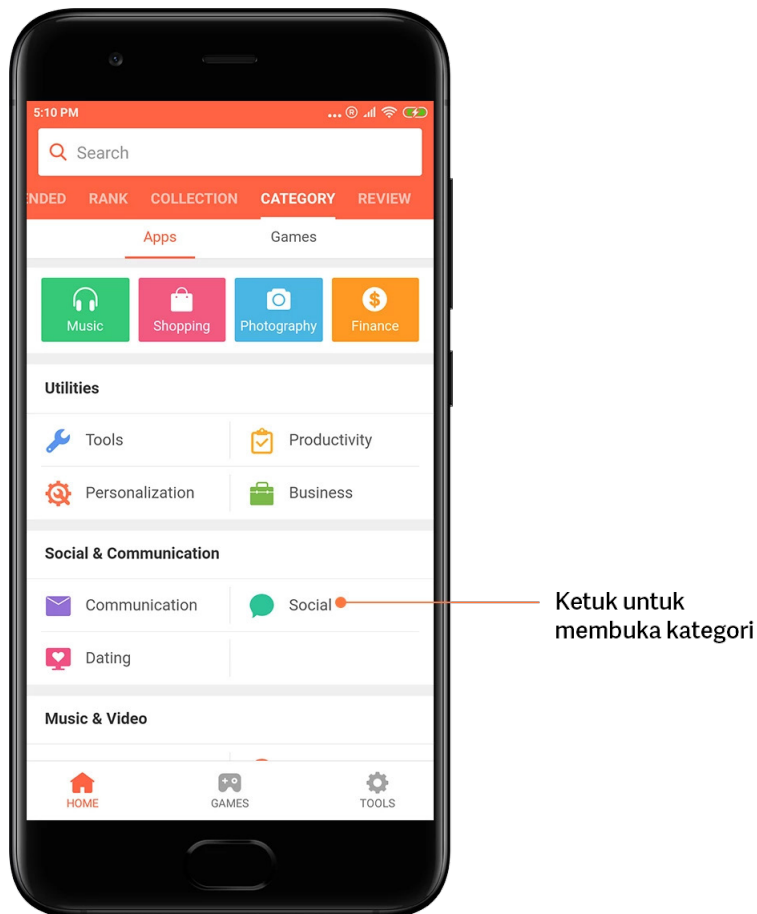 5:10 PM
Search
NDED RANK COLLECTION CATEGORY REVIEW
Apps Games
Music Shopping Photography Finance
Utilities
Tools Productivity
Personalization Business
Social & Communication
Communication Social
Ketuk untuk
membuka kategori
Dating
Music & Video
HOME GAMES TOOLS